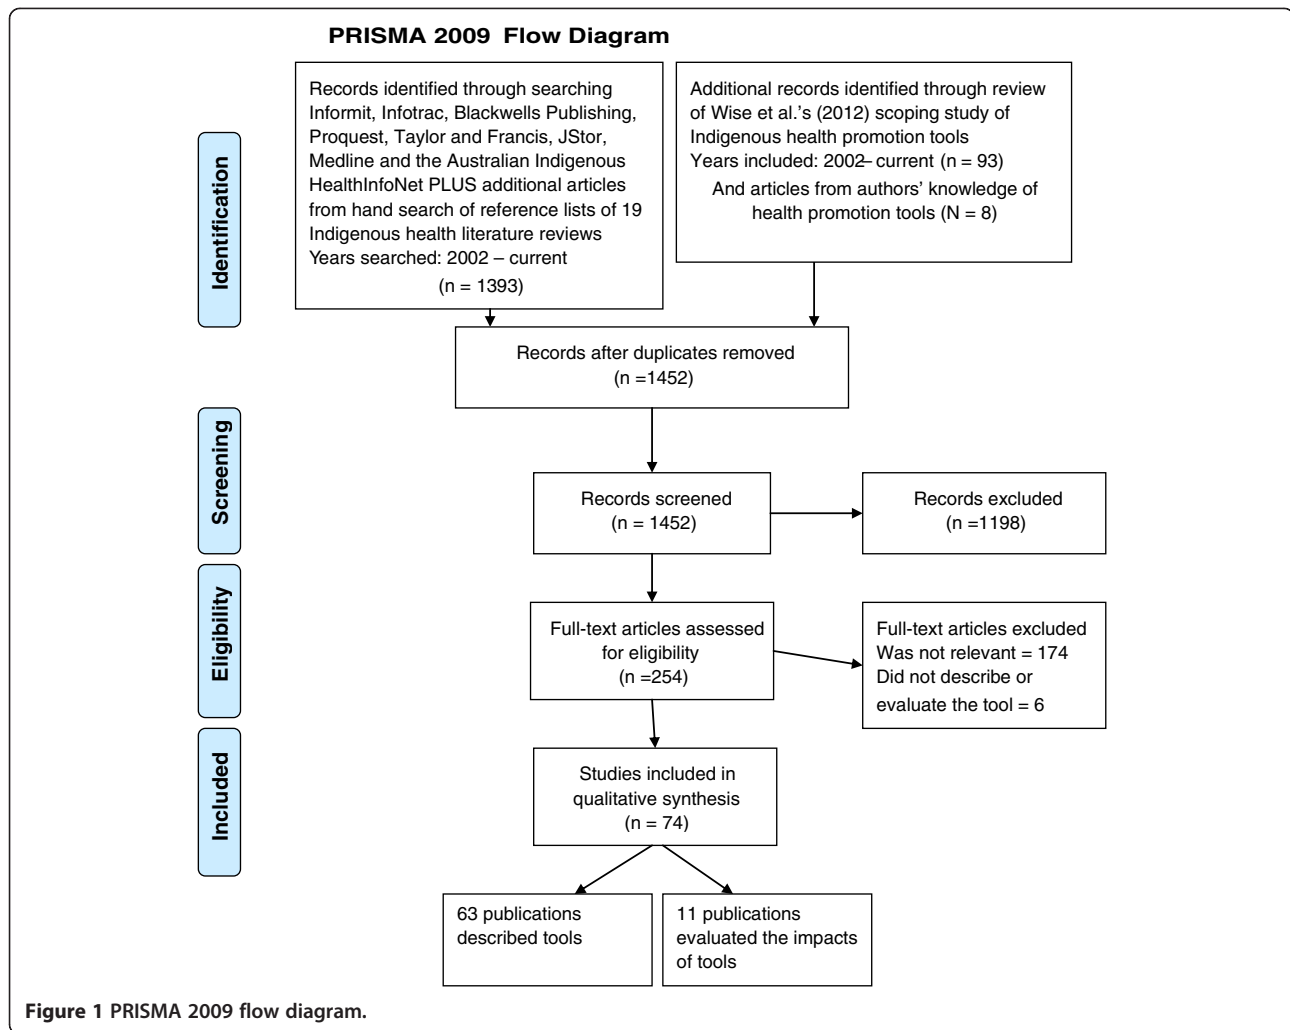 PRISMA 2009 Flow Diagram
Identification
Records identified through searching
Informit, Infotrac, Blackwells Publishing,
Proquest, Taylor and Francis, JStor,
Medline and the Australian Indigenous
HealthInfoNet PLUS additional articles
from hand search of reference lists of 19
Indigenous health literature reviews
Years searched: 2002 – current
(n = 1393)
Additional records identified through review
of Wise et al.'s (2012) scoping study of
Indigenous health promotion tools
Years included: 2002– current (n = 93)
And articles from authors' knowledge of
health promotion tools (N = 8)
Records after duplicates removed
(n =1452)
Screening
Records screened
(n = 1452)
Records excluded
(n =1198)
Eligibility
Full-text articles assessed
for eligibility
(n =254)
Full-text articles excluded
Was not relevant = 174
Did not describe or
evaluate the tool = 6
Included
Studies included in
qualitative synthesis
(n = 74)
63 publications
described tools
11 publications
evaluated the impacts
of tools
Figure 1 PRISMA 2009 flow diagram.